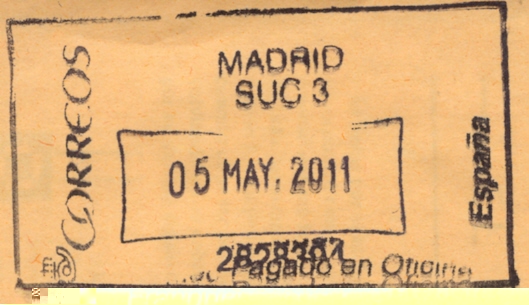 CORREOS
MADRID
SUC 3
05 MAY. 2011
España
Pagado en Oficina